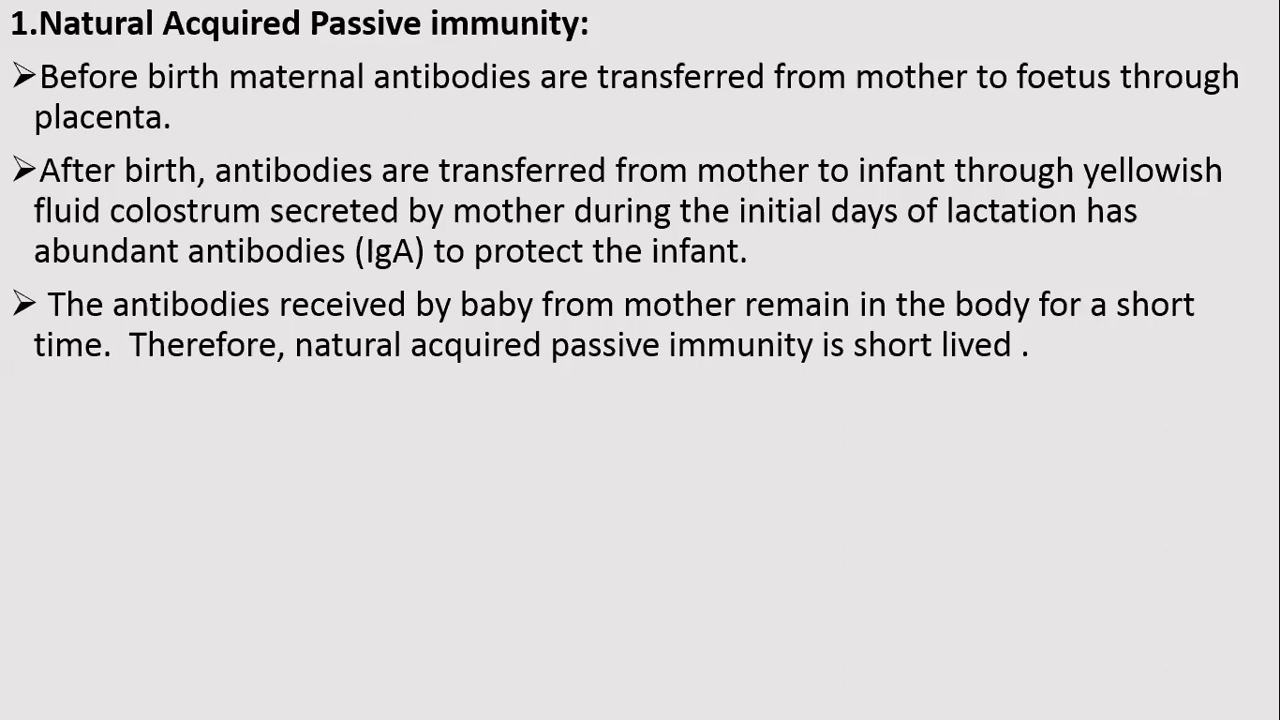 1.Natural Acquired Passive immunity:
➢Before birth maternal antibodies are transferred from mother to foetus through
placenta.
➢After birth, antibodies are transferred from mother to infant through yellowish
fluid colostrum secreted by mother during the initial days of lactation has
abundant antibodies (IgA) to protect the infant.
➢ The antibodies received by baby from mother remain in the body for a short
time.  Therefore, natural acquired passive immunity is short lived .